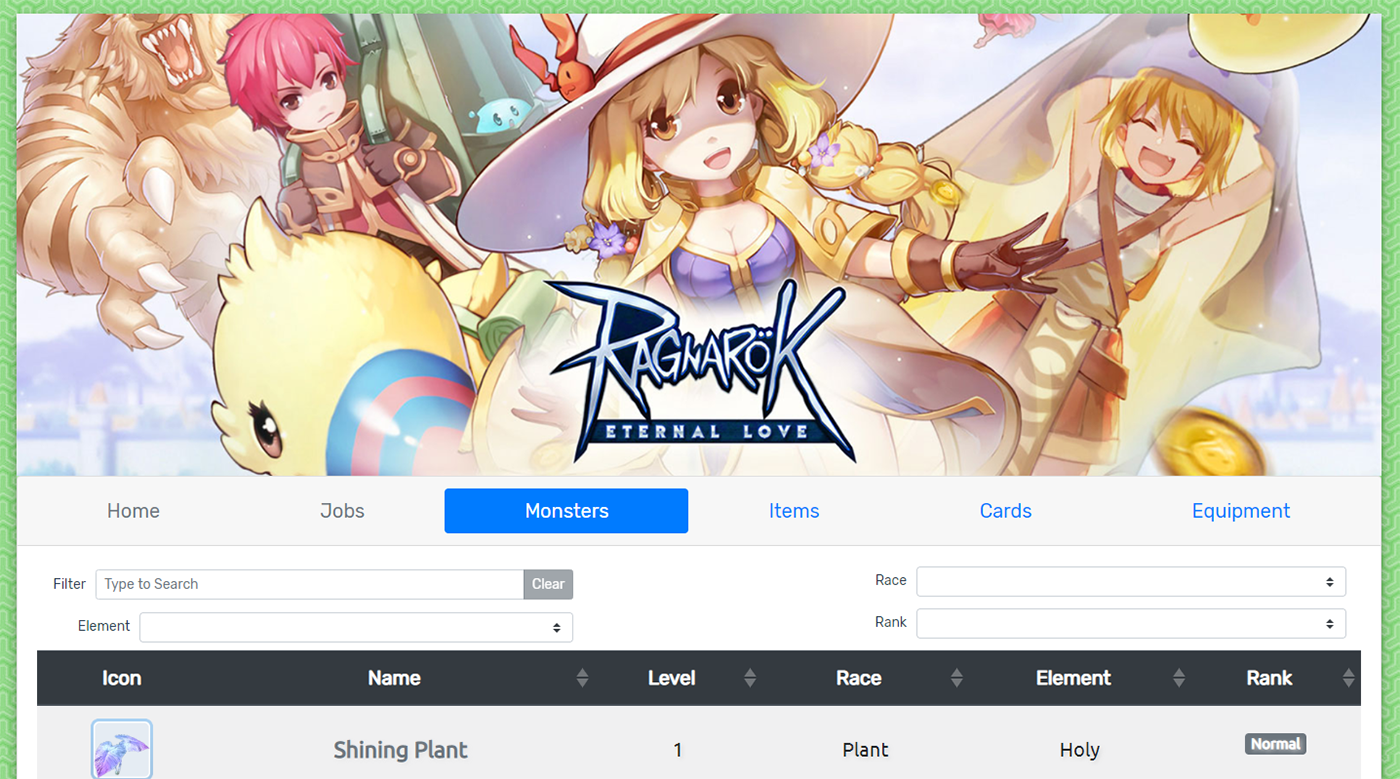 RAGNARÖK
ETERNAL LOVE
Home Jobs Monsters Items Cards Equipment
Filter Type to Search Clear Race
Element Rank
Icon Name Level Race Element Rank
Shining Plant 1 Plant Holy Normal